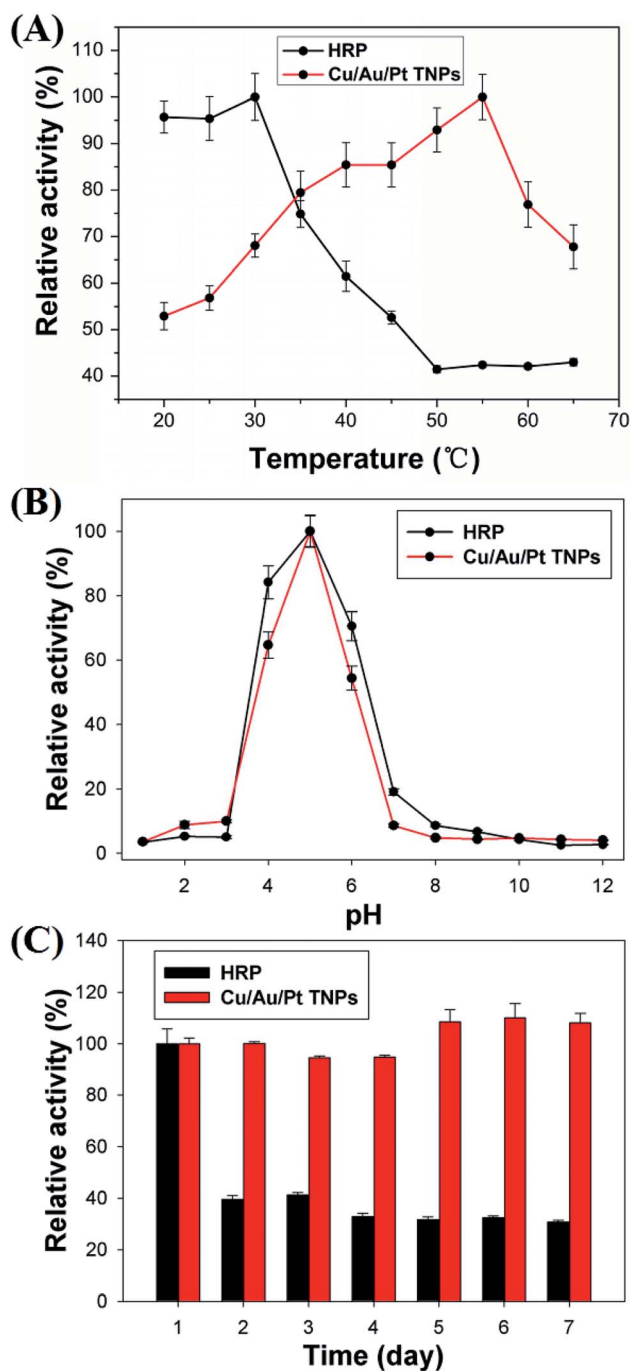 (A)
HRP
Cu/Au/Pt TNPs
100
90
80
70
60
50
40
Relative activity (%)
20 30 40 50 60 70
Temperature (℃)
(B)
HRP
Cu/Au/Pt TNPs
100
80
60
40
20
0
Relative activity (%)
2 4 6 8 10 12
pH
(C)
HRP
Cu/Au/Pt TNPs
140
120
100
80
60
40
20
0
Relative activity (%)
1 2 3 4 5 6 7
Time (day)